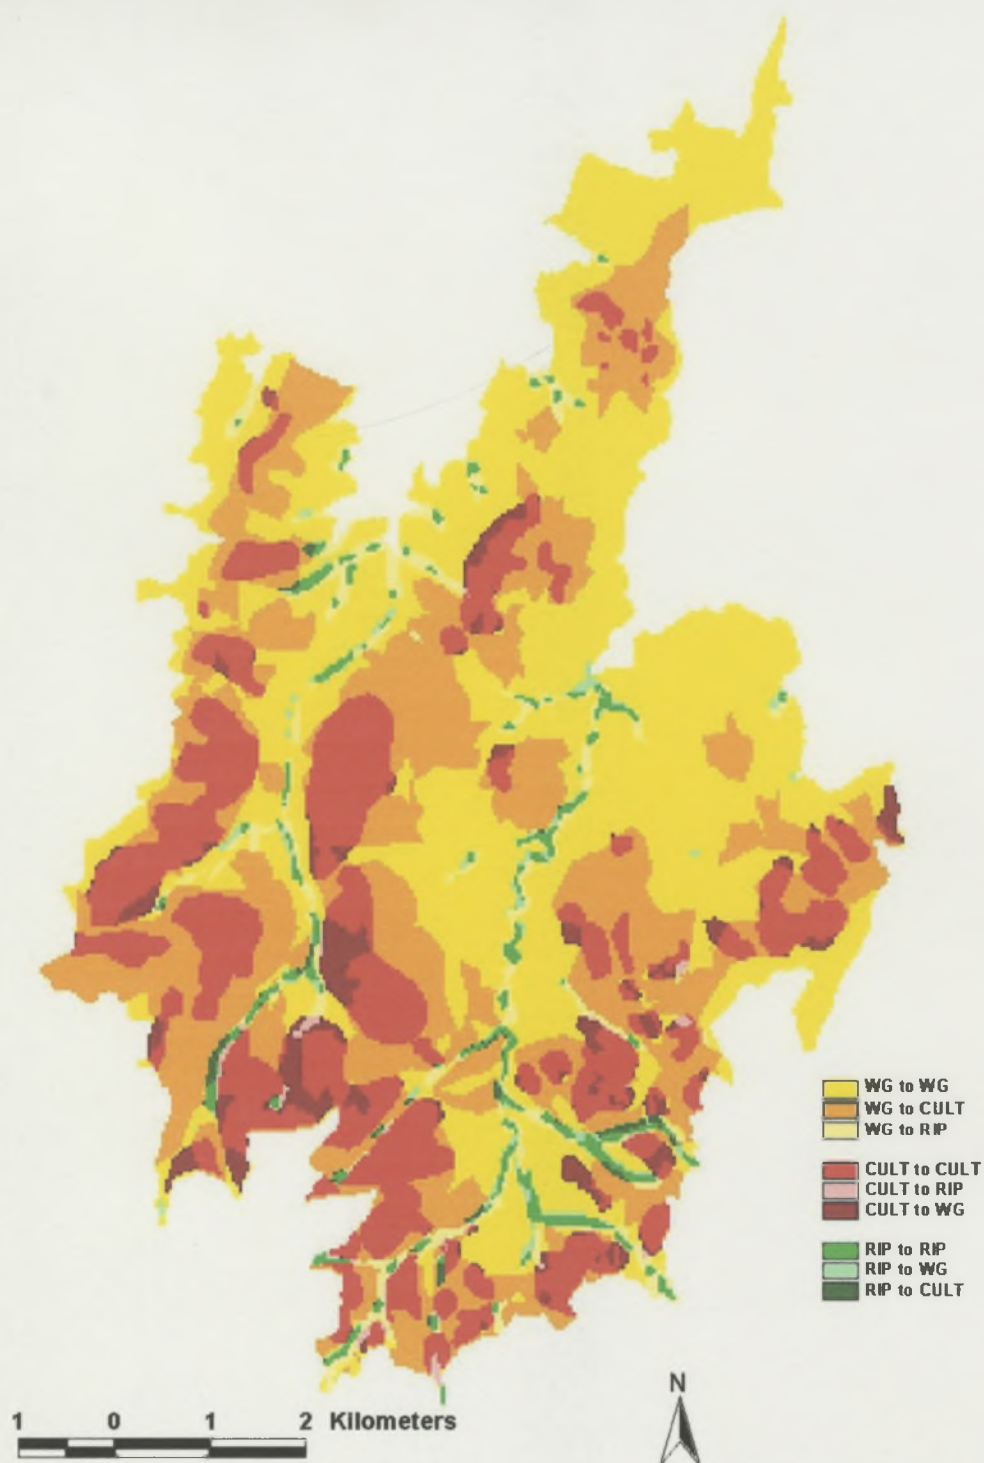 WG to WG
WG to CULT
WG to RIP
CULT to CULT
CULT to RIP
CULT to WG
RIP to RIP
RIP to WG
RIP to CULT
N
1 0 1 2 Kilometers